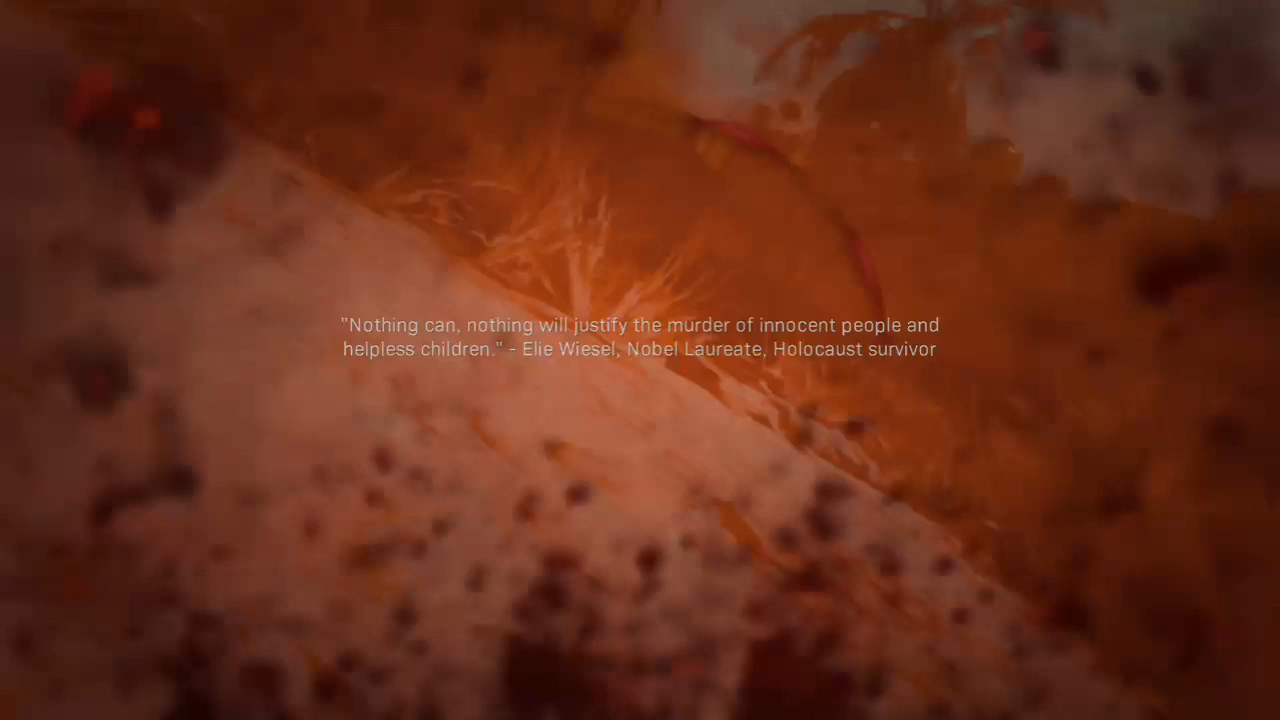 "Nothing can, nothing will justify the murder of innocent people and
helpless children." - Elie Wiesel, Nobel Laureate, Holocaust survivor